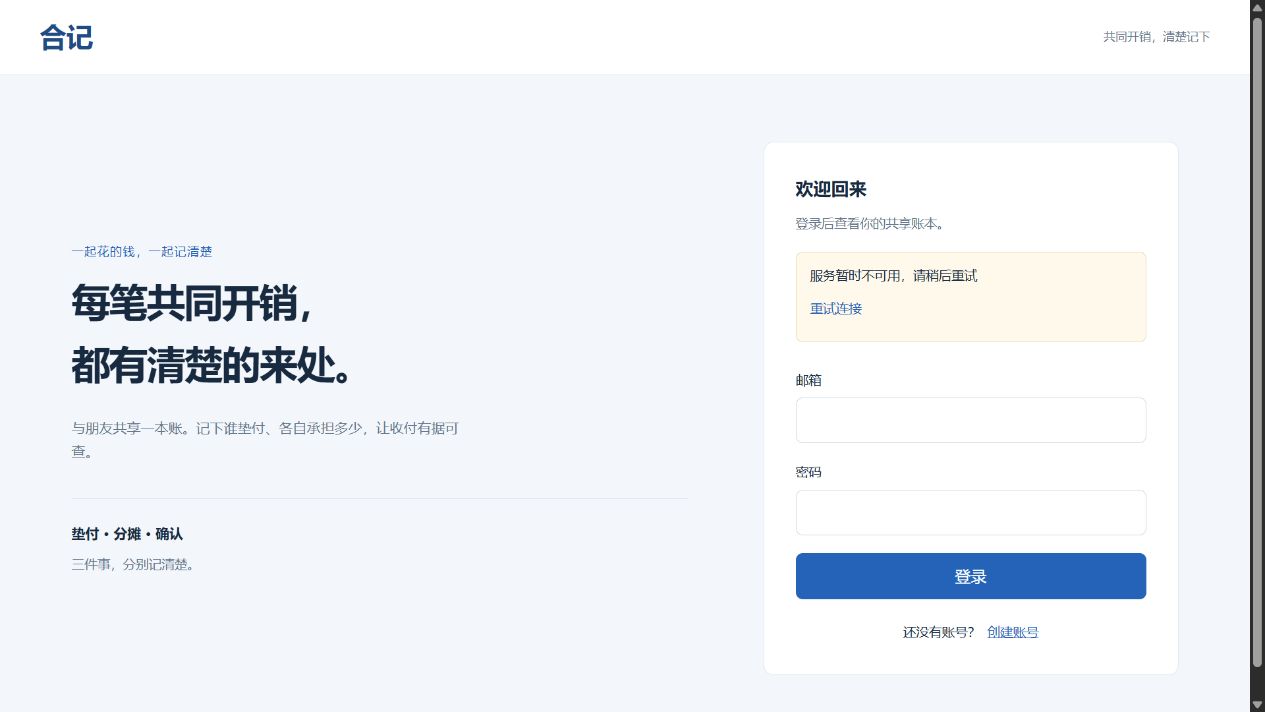 合记
共同开销，清楚记下
一起花的钱，一起记清楚
每笔共同开销，
都有清楚的来处。
与朋友共享一本账。记下谁垫付、各自承担多少，让收付有据可
查。
垫付·分摊·确认
三件事，分别记清楚。
欢迎回来
登录后查看你的共享账本。
服务暂时不可用，请稍后重试
重试连接
邮箱
密码
登录
还没有账号？ 创建账号